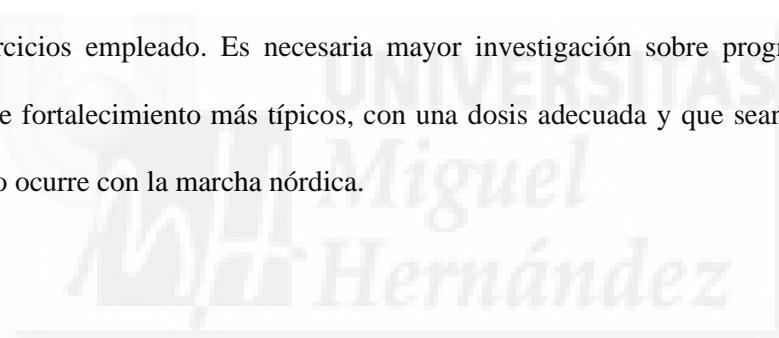 rcicios empleado. Es necesaria mayor investigación sobre progr
e fortalecimiento más típicos, con una dosis adecuada y que sear
o ocurre con la marcha nórdica.
UNIVERSITAS
Miguel
Hernández